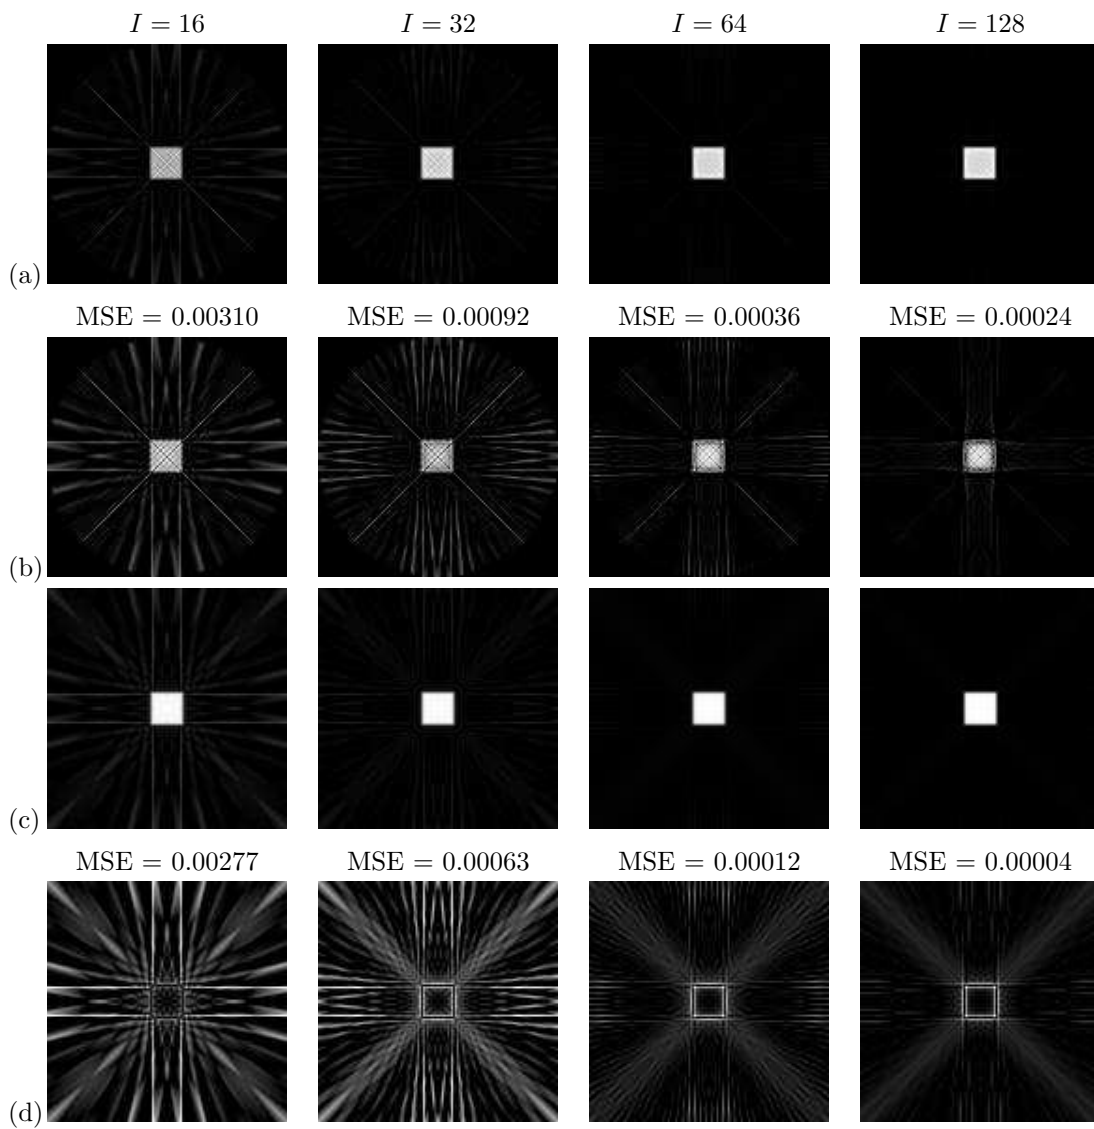 I = 16 I = 32 I = 64 I = 128
(a)
MSE = 0.00310 MSE = 0.00092 MSE = 0.00036 MSE = 0.00024
(b)
(c)
MSE = 0.00277 MSE = 0.00063 MSE = 0.00012 MSE = 0.00004
(d)